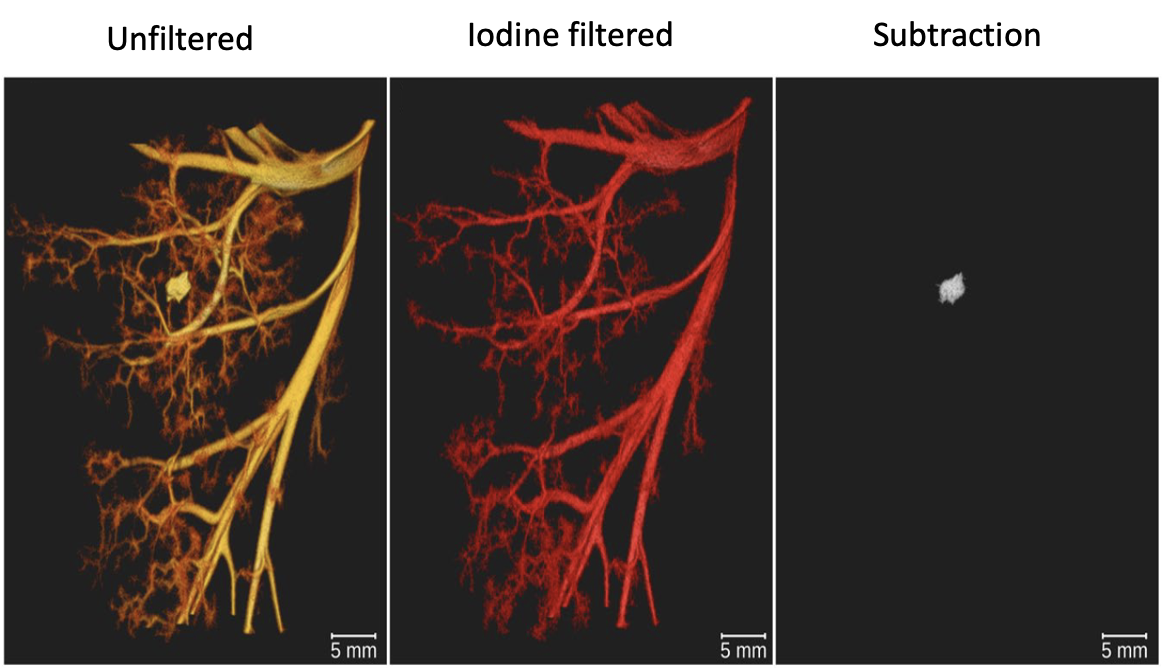 Unfiltered
Iodine filtered
Subtraction
5 mm
5 mm
5 mm